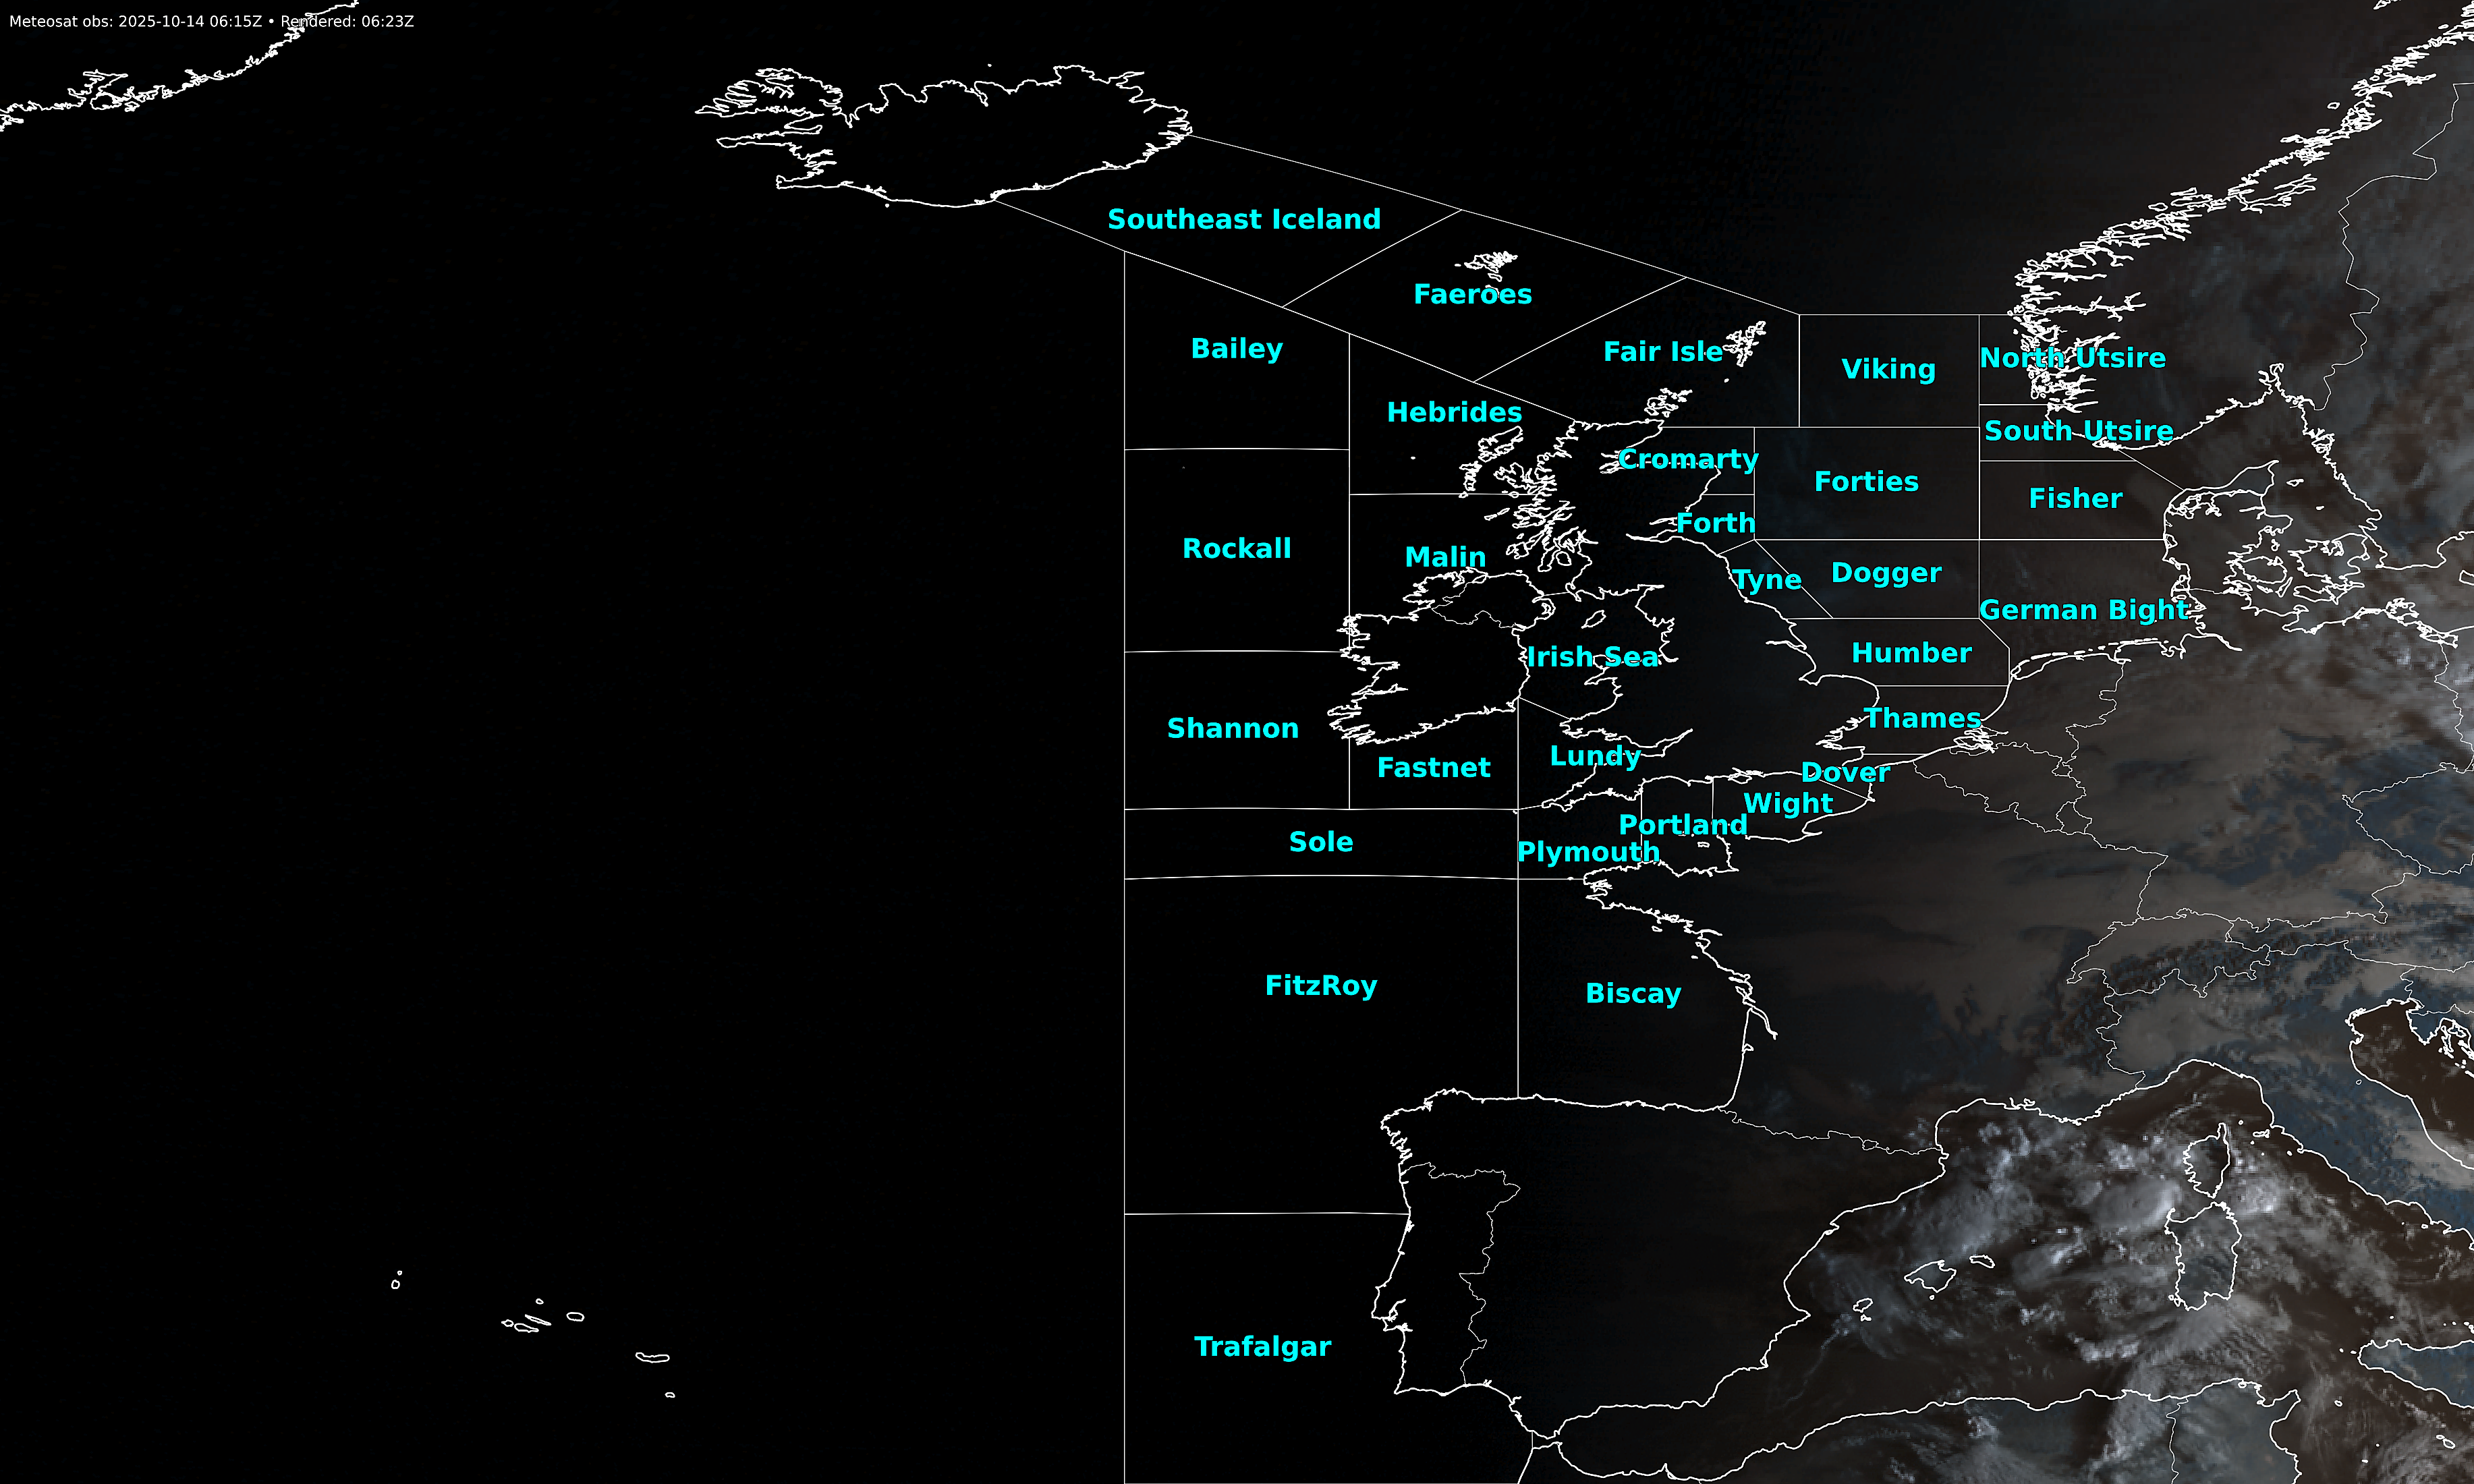 Meteosat obs: 2025-10-14 06:15Z • Rendered: 06:23Z
Southeast Iceland
Faeroes
Bailey
Fair Isle
Viking
North Utsire
Hebrides
South Utsire
Cromarty
Forties
Fisher
Forth
Rockall
Malin
Tyne
Dogger
German Bight
Irish Sea
Humber
Thames
Shannon
Fastnet
Lundy
Dover
Wight
Portland
Sole
Plymouth
FitzRoy
Biscay
Trafalgar